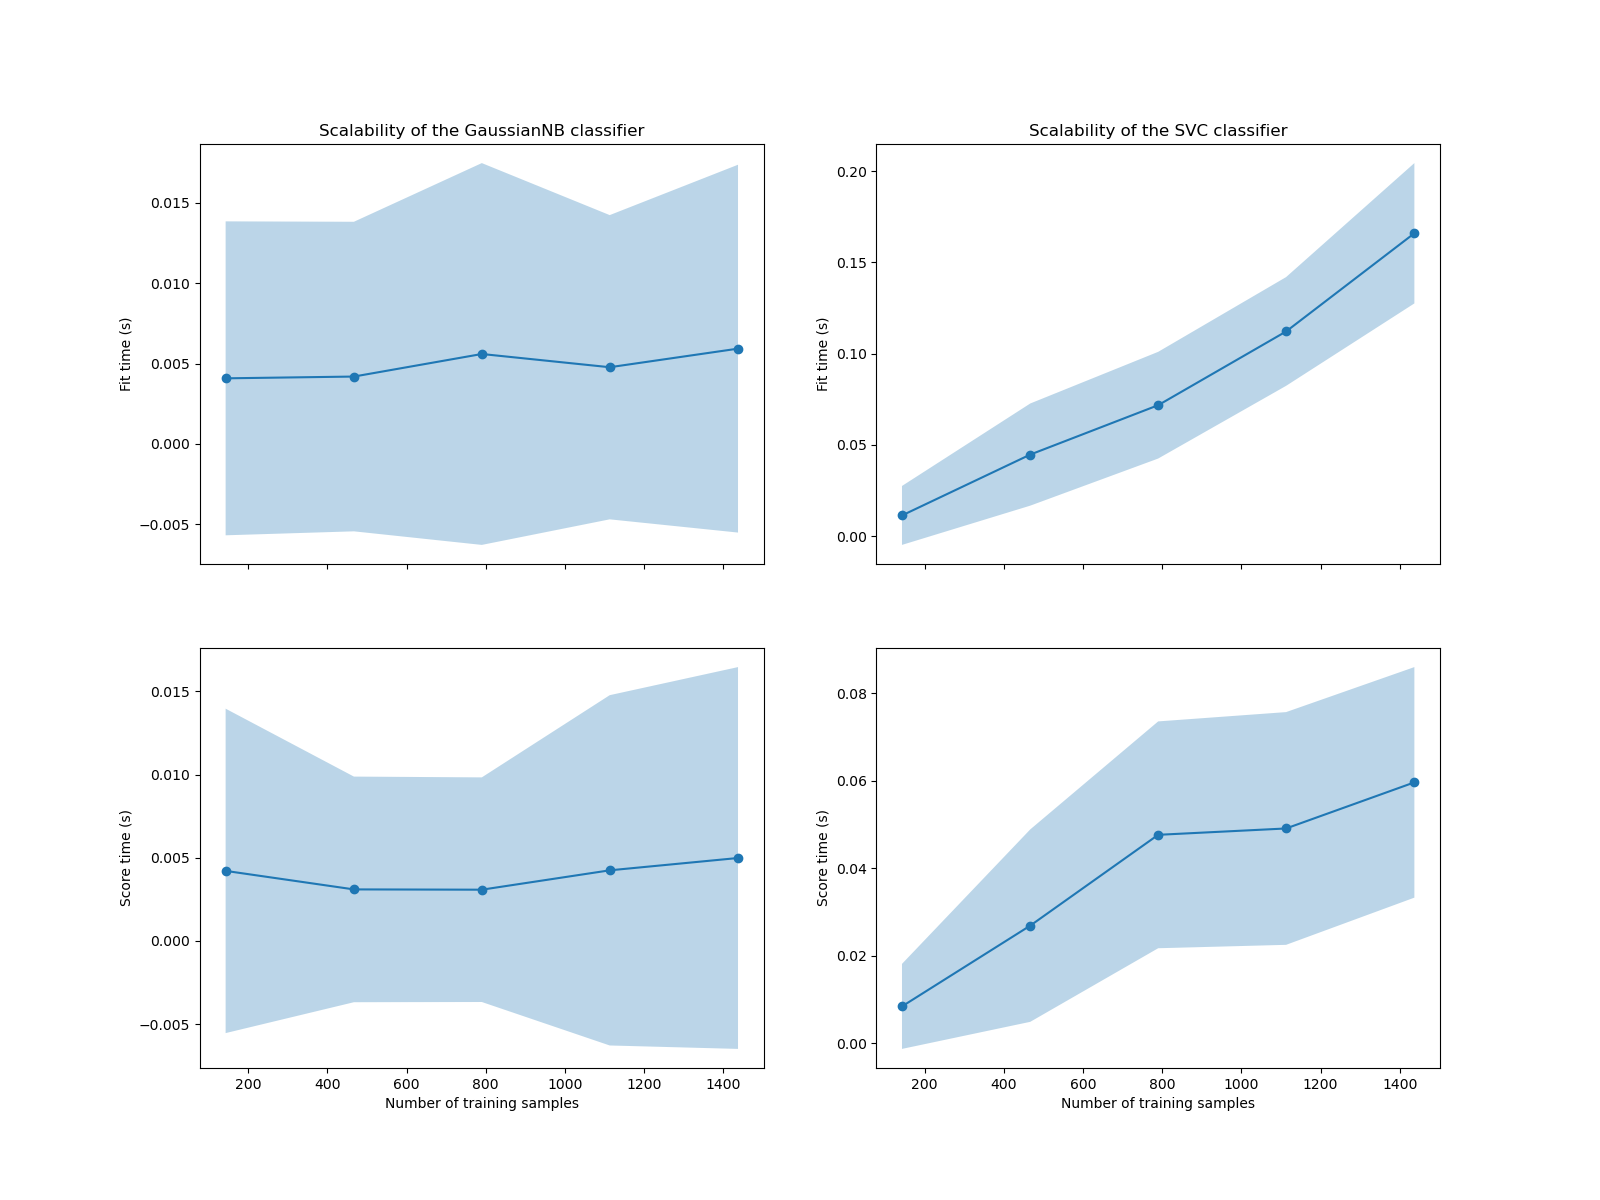 Scalability of the GaussianNB classifier
Scalability of the SVC classifier
0.015
0.010
0.005
0.000
−0.005
Fit time (s)
0.20
0.15
0.10
0.05
0.00
Fit time (s)
0.015
0.010
0.005
0.000
−0.005
Score time (s)
200 400 600 800 1000 1200 1400
Number of training samples
0.08
0.06
0.04
0.02
0.00
Score time (s)
200 400 600 800 1000 1200 1400
Number of training samples